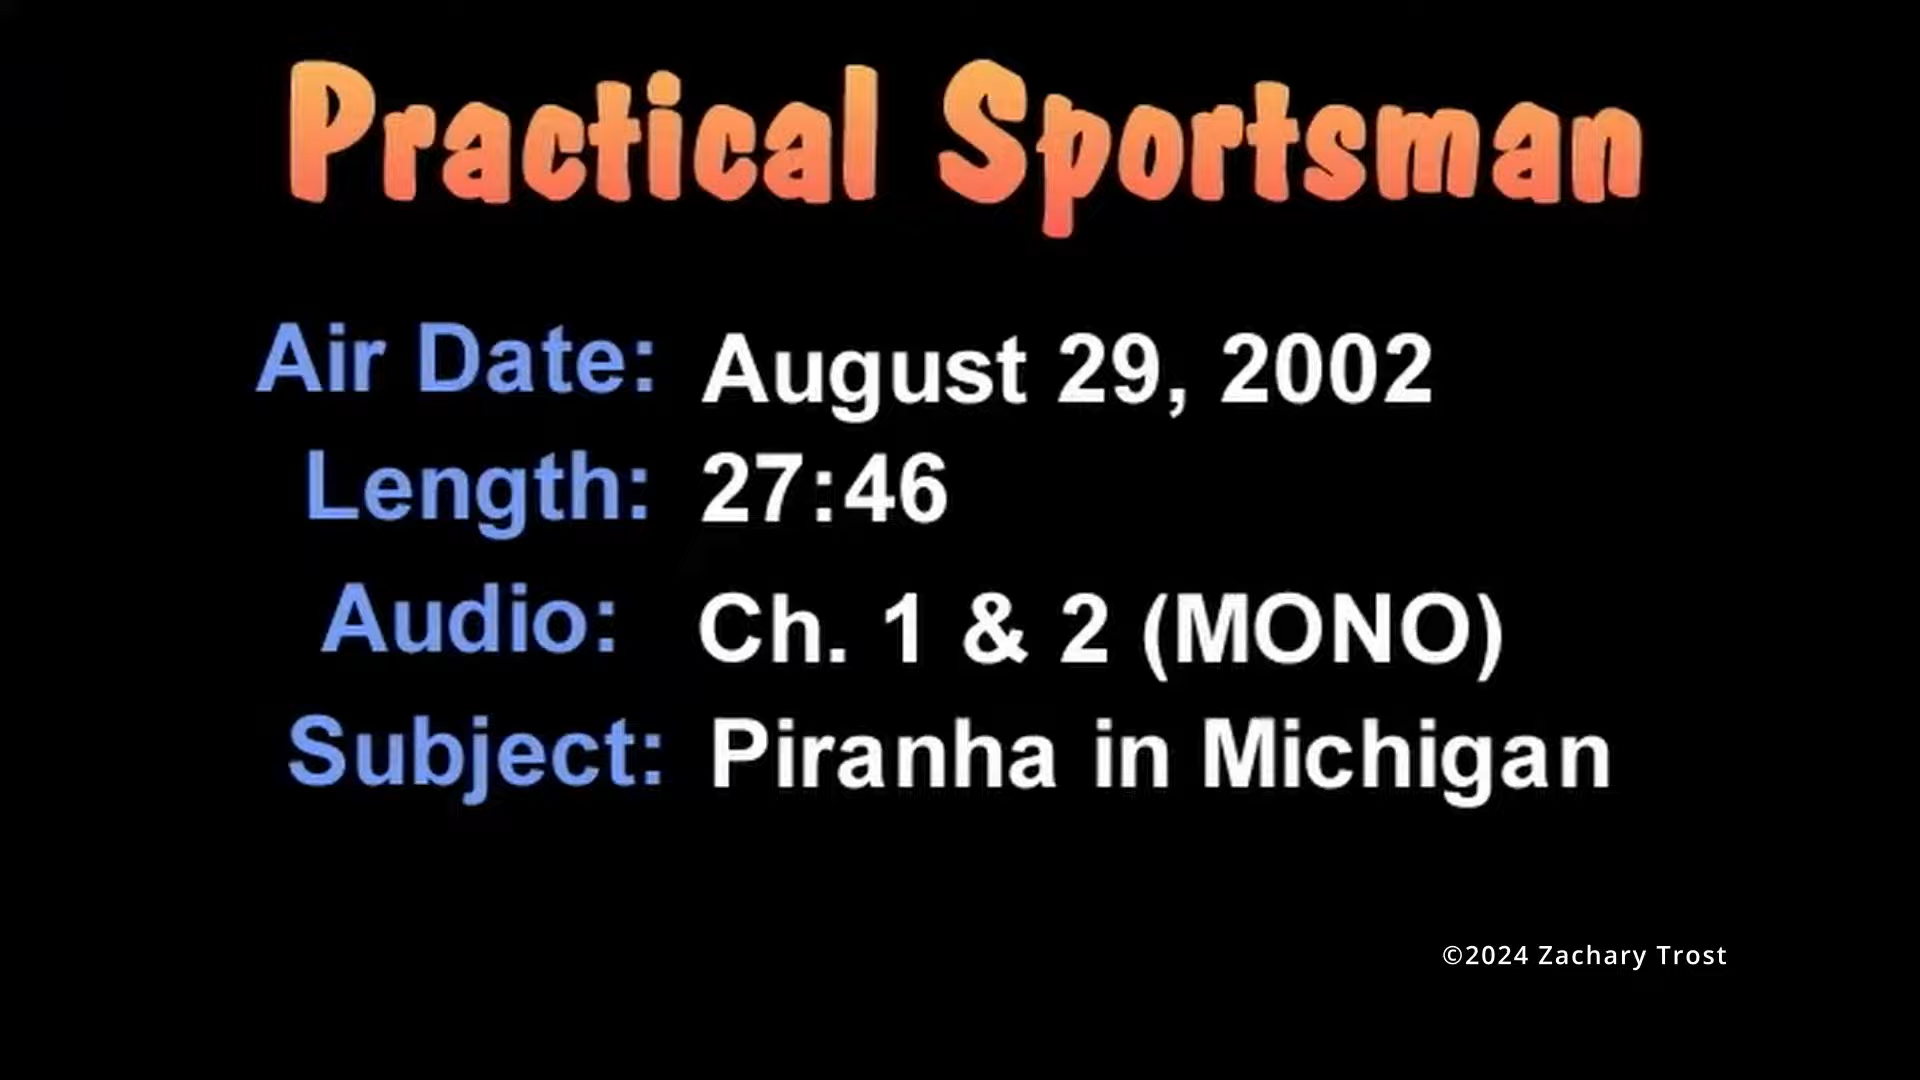 Practical Sportsman
Air Date: August 29, 2002
Length: 27:46
Audio: Ch. 1 & 2 (MONO)
Subject: Piranha in Michigan
©2024 Zachary Trost